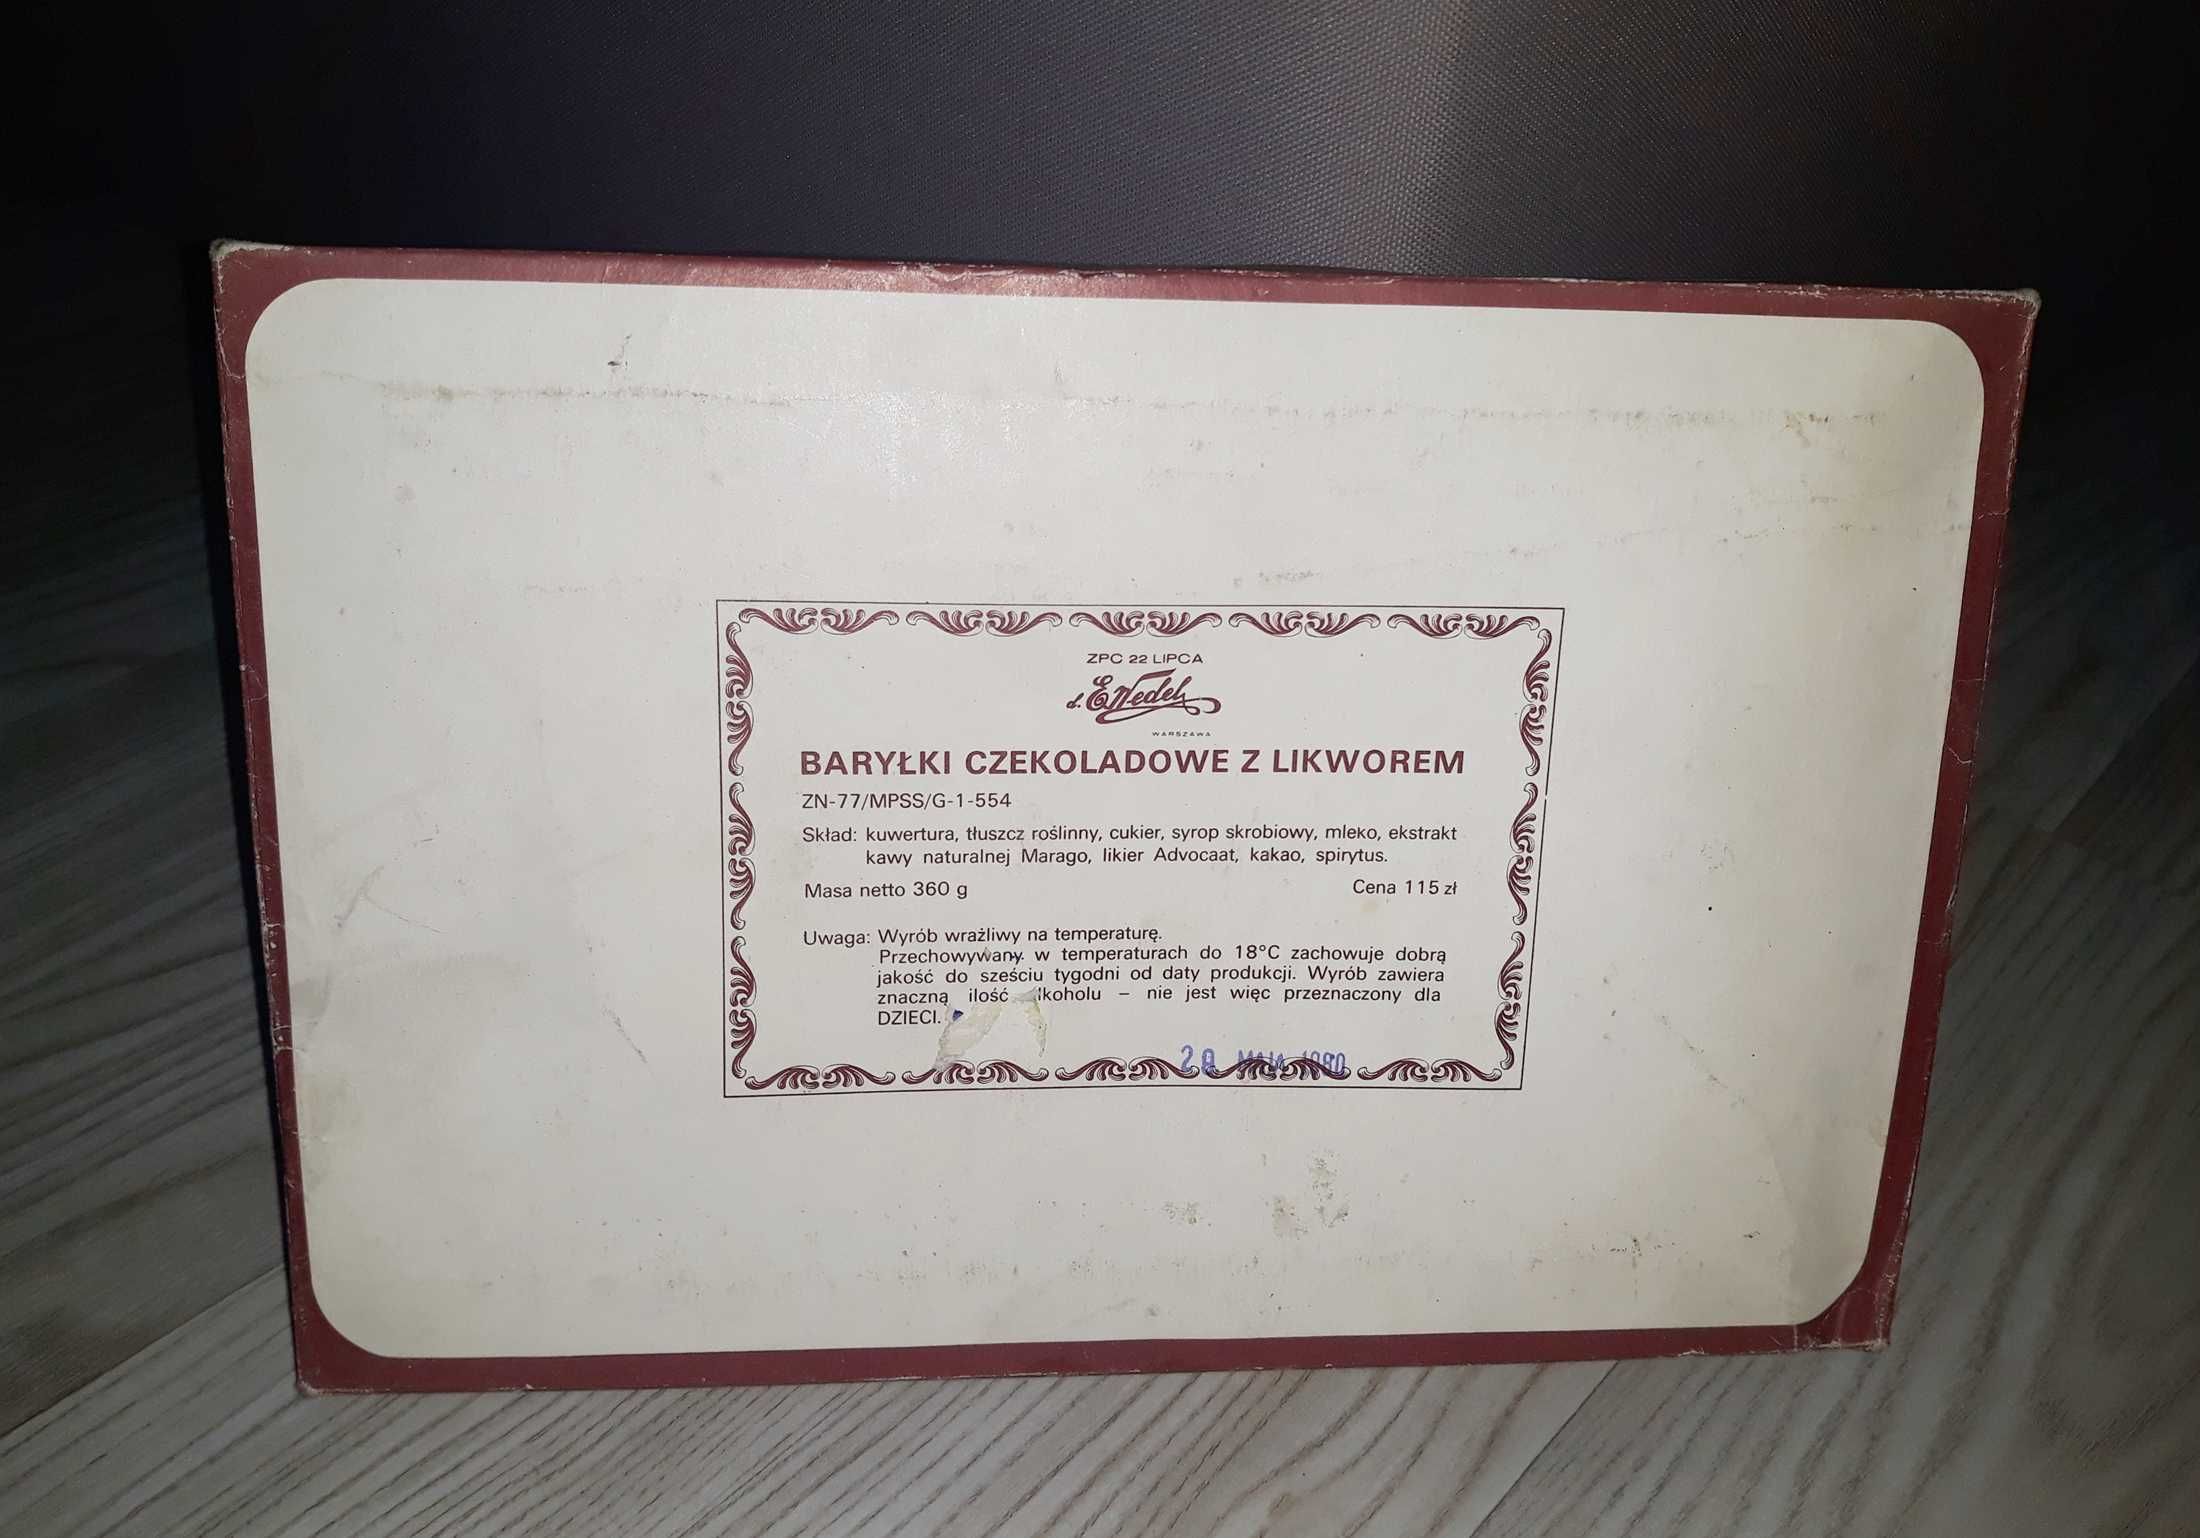 ZPC 22 LIPCA
d. E. Wedel
WARSZAWA
BARYŁKI CZEKOLADOWE Z LIKWOREM
ZN-77/MPSS/G-1-554
Skład: kuwertura, tłuszcz roślinny, cukier, syrop skrobiowy, mleko, ekstrakt
kawy naturalnej Marago, likier Advocaat, kakao, spirytus.
Masa netto 360 g Cena 115 zł
Uwaga: Wyrób wrażliwy na temperaturę.
Przechowywany w temperaturach do 18°C zachowuje dobrą
jakość do sześciu tygodni od daty produkcji. Wyrób zawiera
znaczną ilość lkoholu – nie jest więc przeznaczony dla
DZIECI.
MAJA 1980